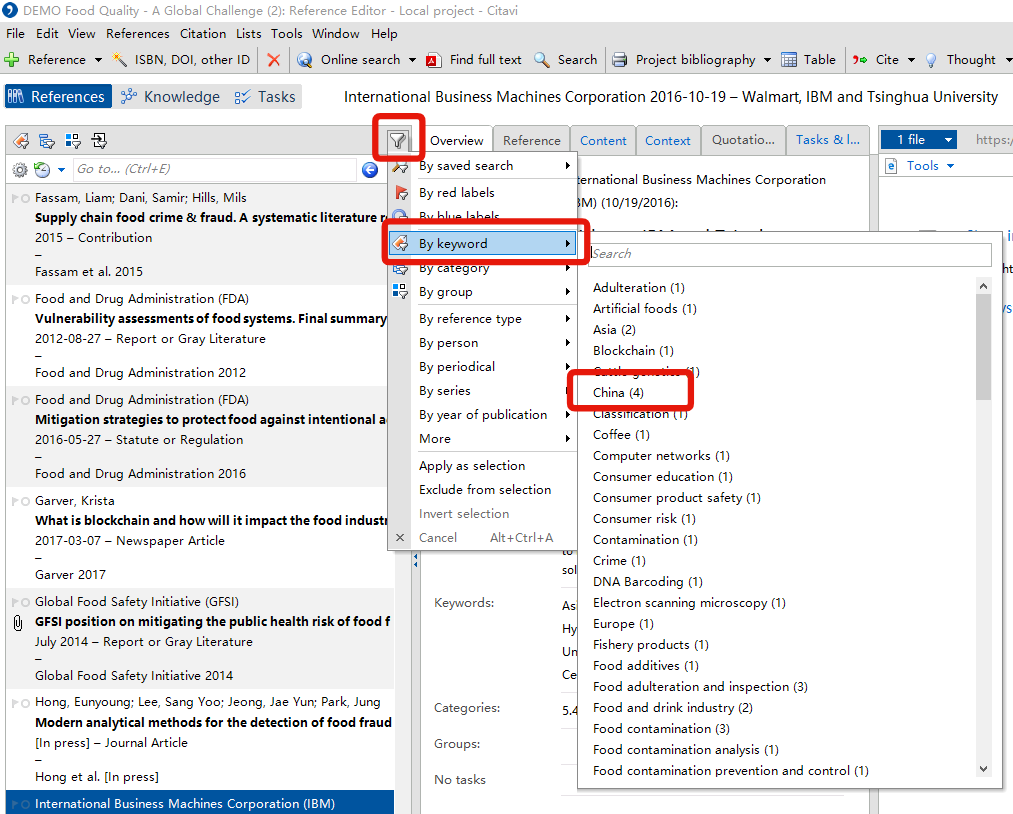 DEMO Food Quality - A Global Challenge (2): Reference Editor - Local project - Citavi
File Edit View References Citation Lists Tools Window Help
Reference ISBN, DOI, other ID Online search Find full text Search Project bibliography Table Cite Thought
References Knowledge Tasks International Business Machines Corporation 2016-10-19 – Walmart, IBM and Tsinghua University
Overview Reference Content Context Quotatio... Tasks & l... 1 file https:
Go to... (Ctrl+E)
Tools
Fassam, Liam; Dani, Samir; Hills, Mils
Supply chain food crime & fraud. A systematic literature
2015 – Contribution
–
Fassam et al. 2015
Food and Drug Administration (FDA)
Vulnerability assessments of food systems. Final summary
2012-08-27 – Report or Gray Literature
–
Food and Drug Administration 2012
Food and Drug Administration (FDA)
Mitigation strategies to protect food against intentional
2016-05-27 – Statute or Regulation
–
Food and Drug Administration 2016
Garver, Krista
What is blockchain and how will it impact the food
2017-03-07 – Newspaper Article
–
Garver 2017
Global Food Safety Initiative (GFSI)
GFSI position on mitigating the public health risk of food f
July 2014 – Report or Gray Literature
–
Global Food Safety Initiative 2014
Hong, Eunyoung; Lee, Sang Yoo; Jeong, Jae Yun; Park, Jung
Modern analytical methods for the detection of food fraud
[In press] – Journal Article
–
Hong et al. [In press]
International Business Machines Corporation (IBM)
By saved search
By red labels
By blue labels
By keyword
By category
By group
By reference type
By person
By periodical
By series
By year of publication
More
Apply as selection
Exclude from selection
Invert selection
Cancel Alt+Ctrl+A
ternational Business Machines Corporation
BM) (10/19/2016):
to
sol
Keywords:
Asi
Hy
Un
Ce
Categories: 5.4
Groups:
No tasks
Search
Adulteration (1)
Artificial foods (1)
Asia (2)
Blockchain (1)
Cattle genetics (1)
China (4)
Classification (1)
Coffee (1)
Computer networks (1)
Consumer education (1)
Consumer product safety (1)
Consumer risk (1)
Contamination (1)
Crime (1)
DNA Barcoding (1)
Electron scanning microscopy (1)
Europe (1)
Fishery products (1)
Food additives (1)
Food adulteration and inspection (3)
Food and drink industry (2)
Food contamination (3)
Food contamination analysis (1)
Food contamination prevention and control (1)